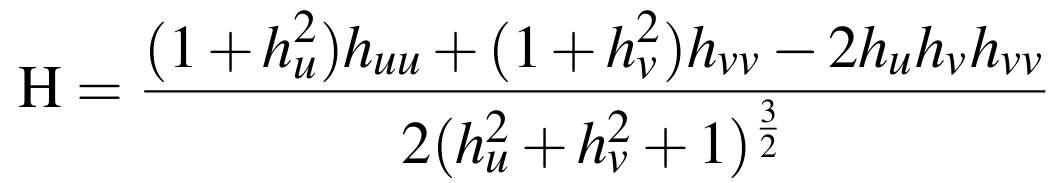 H = \frac{(1 + h_u^2)h_{uu} + (1 + h_v^2)h_{vv} - 2h_u h_v h_{vv}}{2(h_u^2 + h_v^2 + 1)^{\frac{3}{2}}}